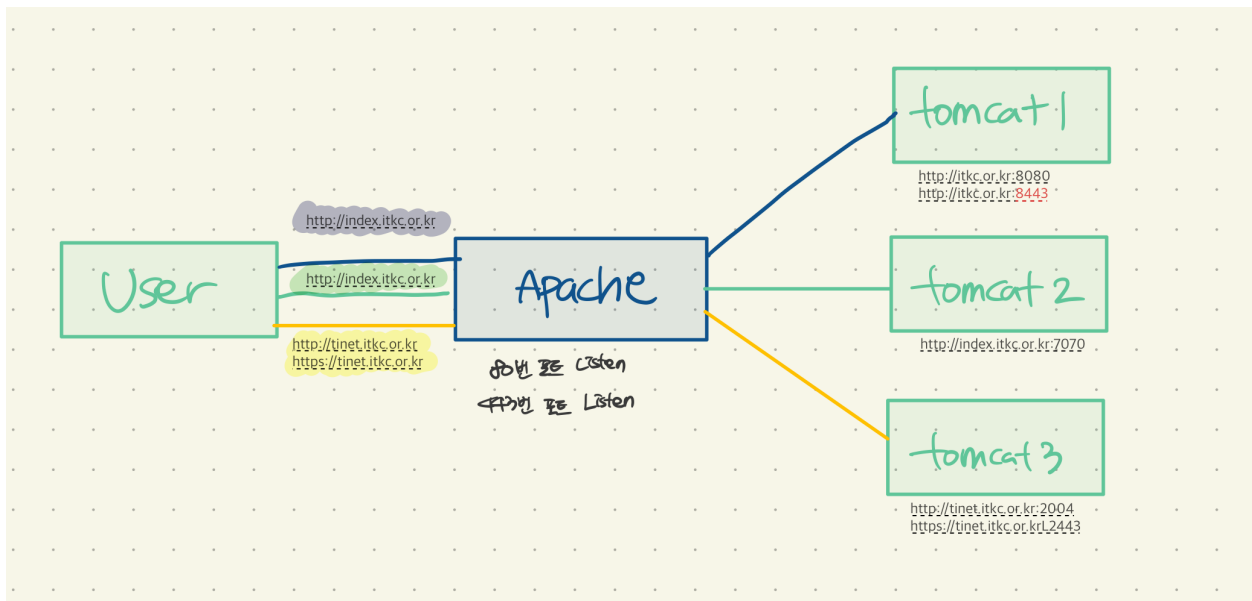 User
http://index.itkc.or.kr
http://index.itkc.or.kr
http://tinet.itkc.or.kr
https://tinet.itkc.or.kr
Apache
80번 포트 Listen
443번 포트 Listen
tomcat 1
http://itkc.or.kr:8080
http://itkc.or.kr:8443
tomcat 2
http://index.itkc.or.kr:7070
tomcat 3
http://tinet.itkc.or.kr:2004
https://tinet.itkc.or.krL2443